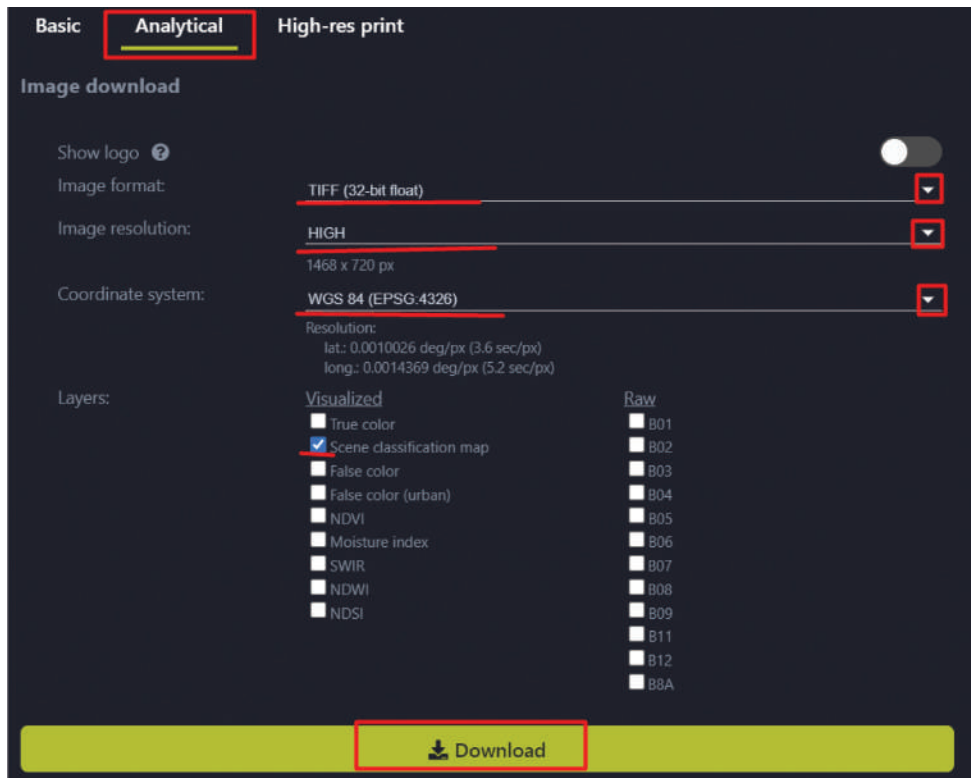 Basic Analytical High-res print
Image download
Show logo ?
Image format: TIFF (32-bit float)
Image resolution: HIGH
1468 x 720 px
Coordinate system: WGS 84 (EPSG:4326)
Resolution:
lat.: 0.0010026 deg/px (3.6 sec/px)
long.: 0.0014369 deg/px (5.2 sec/px)
Layers: Visualized Raw
True color B01
Scene classification map B02
False color B03
False color (urban) B04
NDVI B05
Moisture index B06
SWIR B07
NDWI B08
NDSI B09
B11
B12
B8A
Download